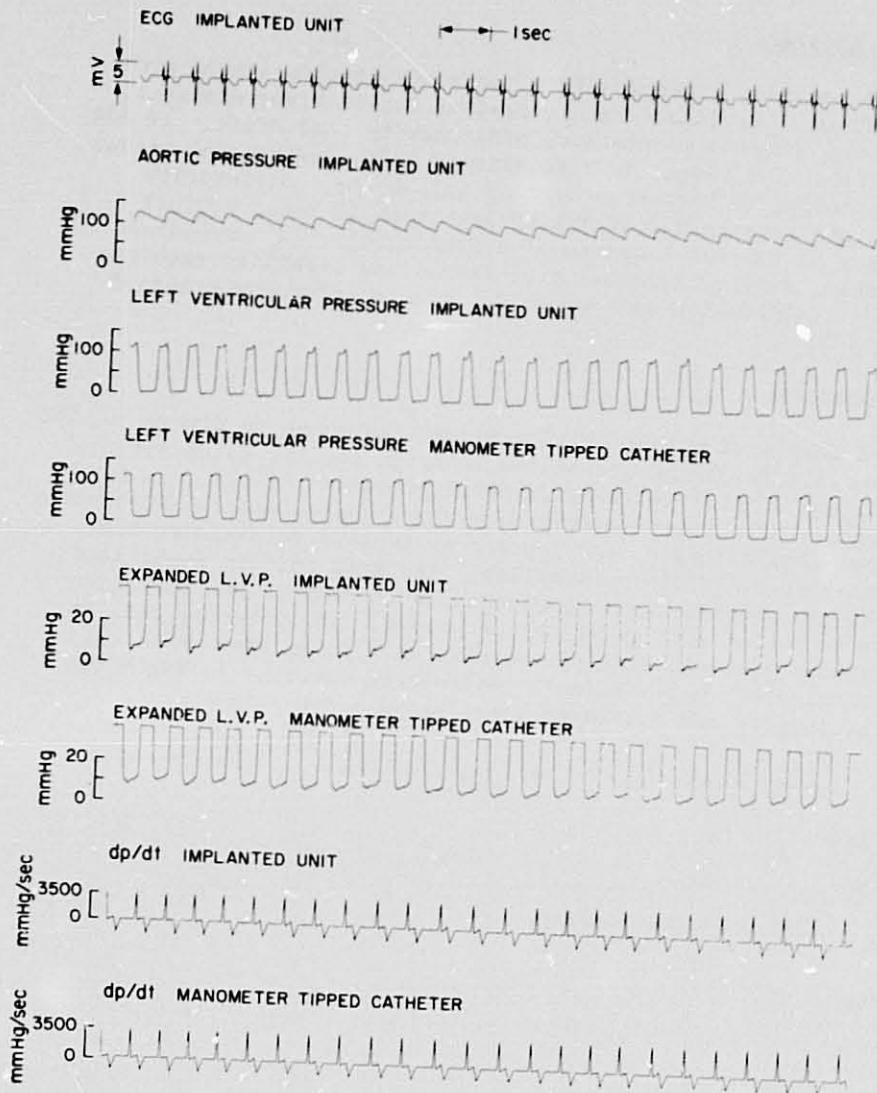 ECG IMPLANTED UNIT
1 sec
mV
5
AORTIC PRESSURE IMPLANTED UNIT
mmHg
100
0
LEFT VENTRICULAR PRESSURE IMPLANTED UNIT
mmHg
100
0
LEFT VENTRICULAR PRESSURE MANOMETER TIPPED CATHETER
mmHg
100
0
EXPANDED L.V.P. IMPLANTED UNIT
mmHg
20
0
EXPANDED L.V.P. MANOMETER TIPPED CATHETER
mmHg
20
0
dp/dt IMPLANTED UNIT
mmHg/sec
3500
0
dp/dt MANOMETER TIPPED CATHETER
mmHg/sec
3500
0